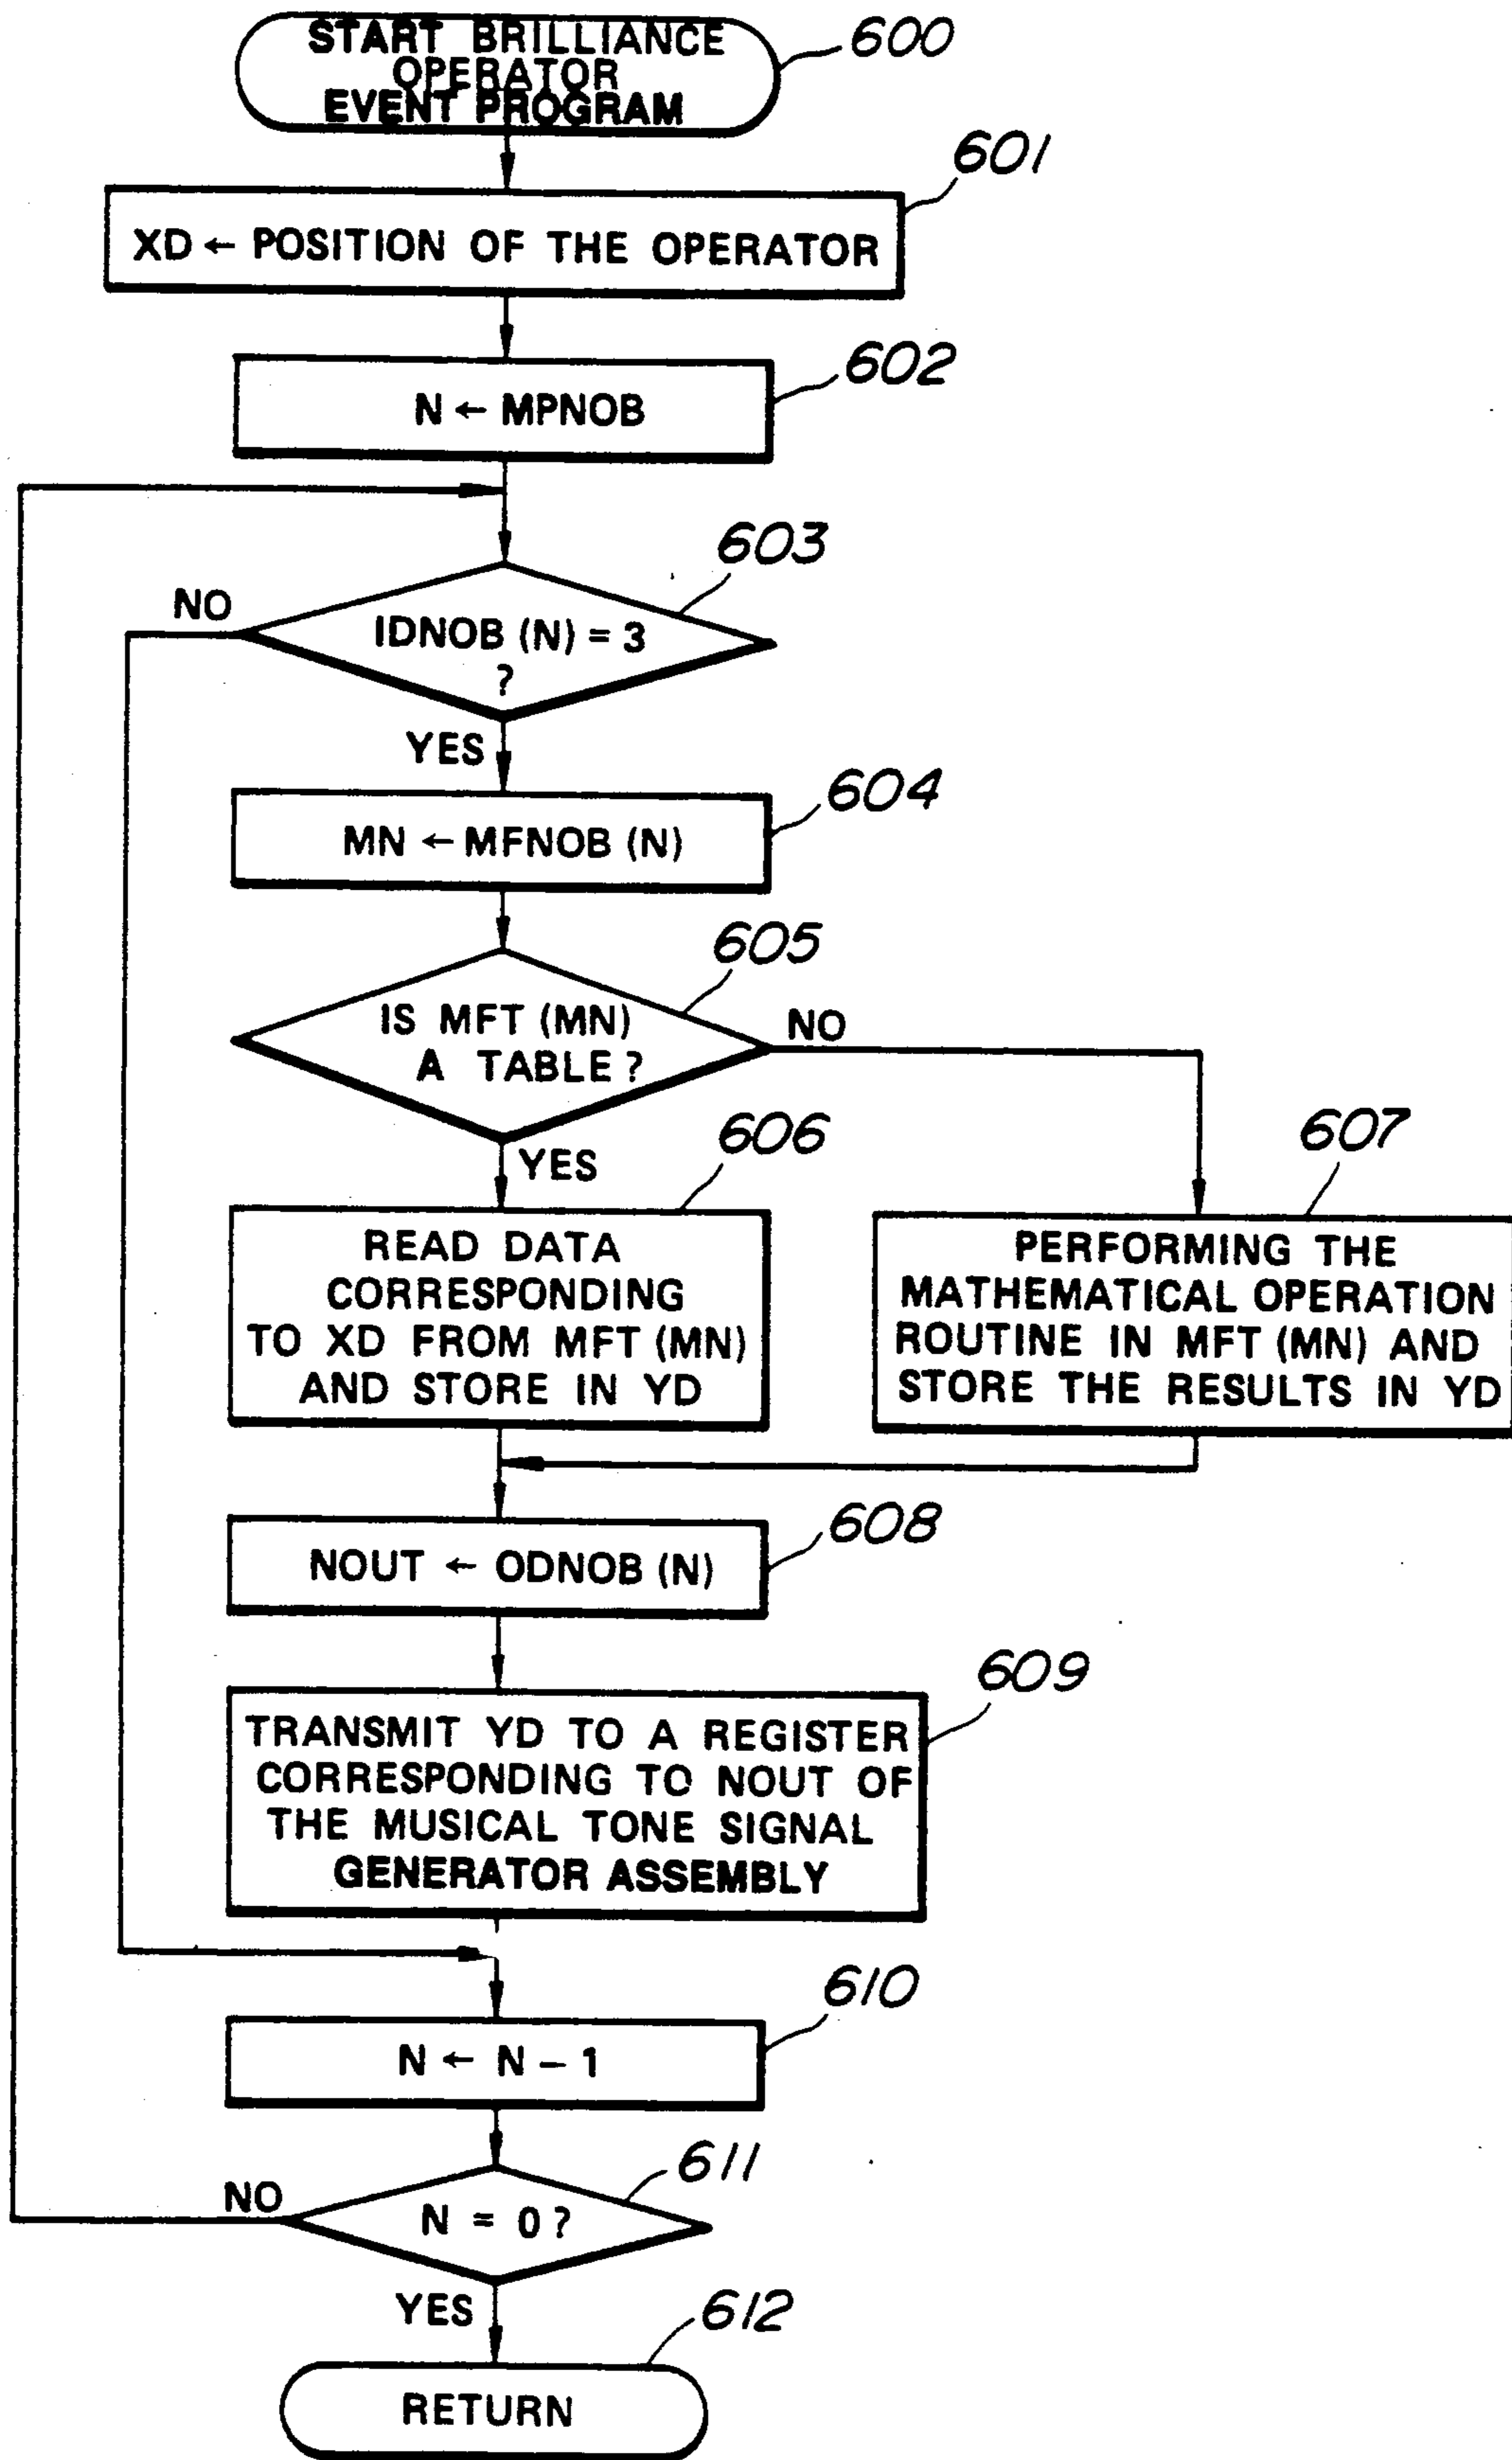 START BRILLIANCE
OPERATOR
EVENT PROGRAM
600
601
XD ← POSITION OF THE OPERATOR
602
N ← MPNOB
603
NO
IDNOB (N) = 3
?
YES
604
MN ← MFNOB (N)
605
IS MFT (MN)
A TABLE ?
NO
YES
606
READ DATA
CORRESPONDING
TO XD FROM MFT (MN)
AND STORE IN YD
607
PERFORMING THE
MATHEMATICAL OPERATION
ROUTINE IN MFT (MN) AND
STORE THE RESULTS IN YD
608
NOUT ← ODNOB (N)
609
TRANSMIT YD TO A REGISTER
CORRESPONDING TO NOUT OF
THE MUSICAL TONE SIGNAL
GENERATOR ASSEMBLY
610
N ← N – 1
611
NO
N = 0 ?
YES
612
RETURN